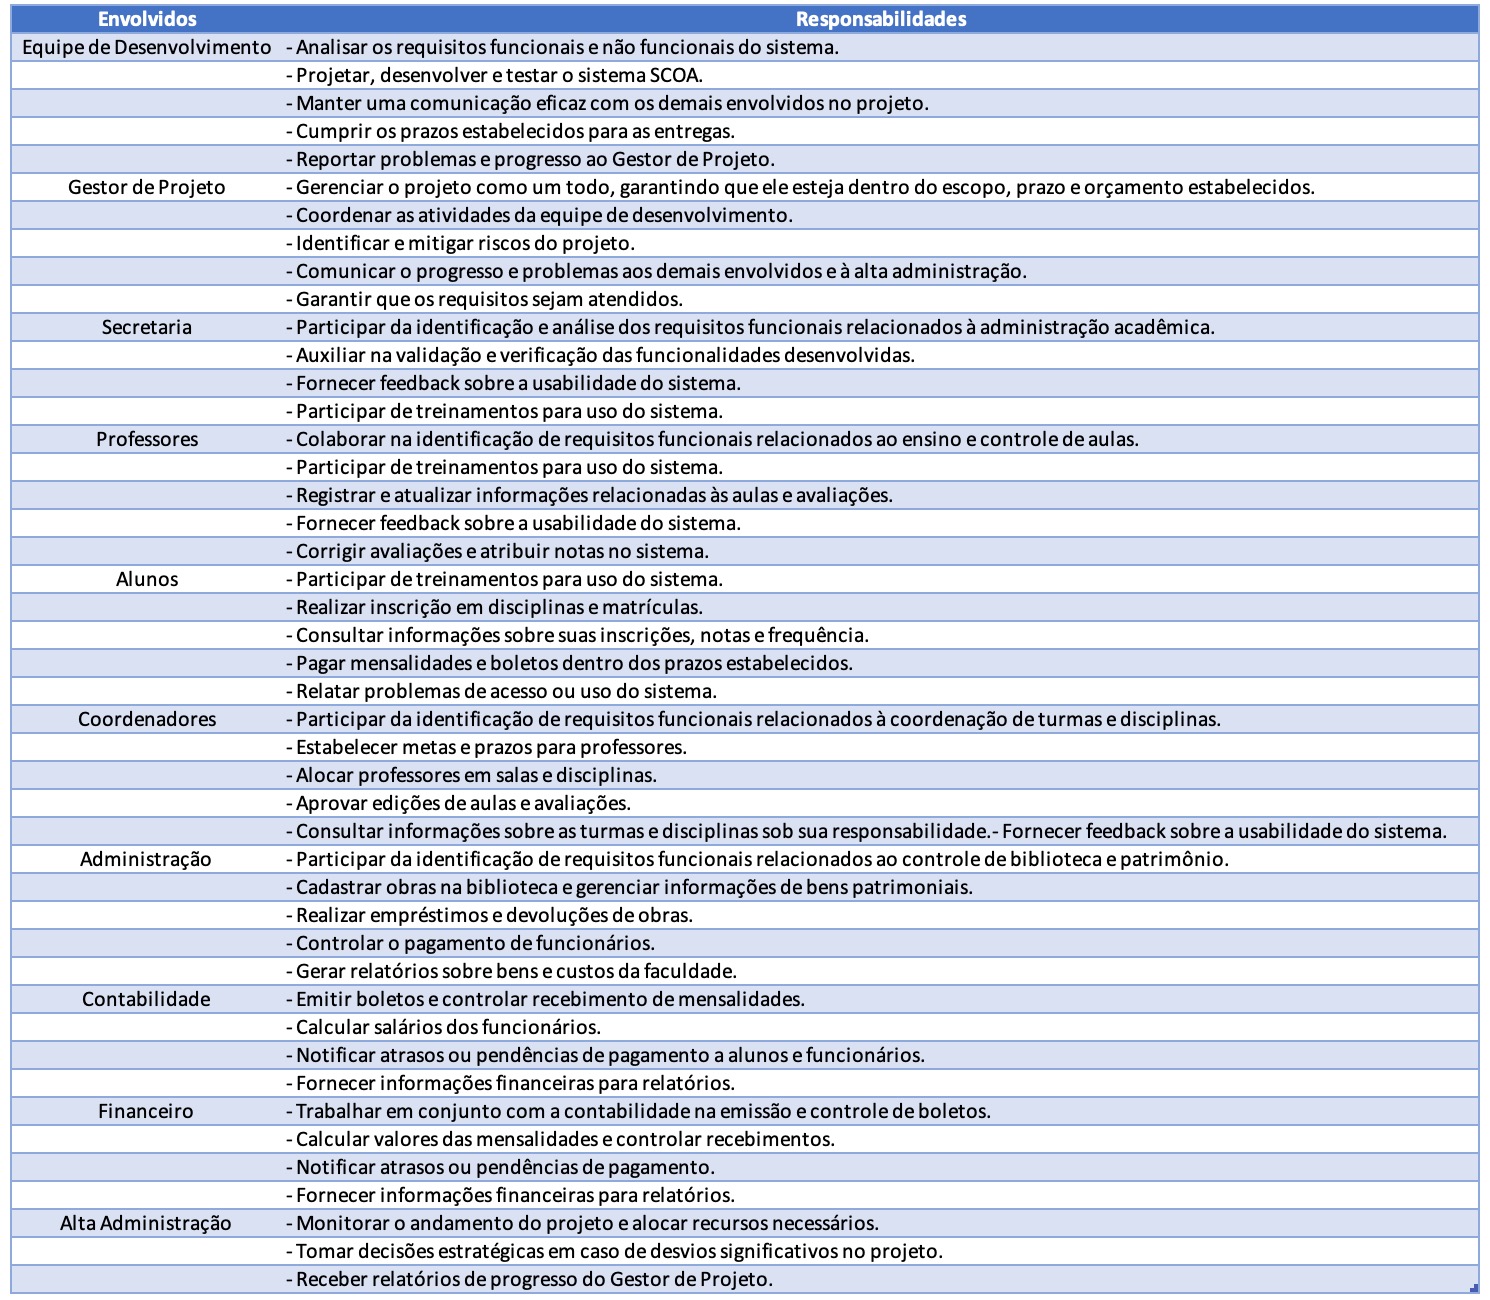 Envolvidos Responsabilidades
Equipe de Desenvolvimento - Analisar os requisitos funcionais e não funcionais do sistema.
- Projetar, desenvolver e testar o sistema SCOA.
- Manter uma comunicação eficaz com os demais envolvidos no projeto.
- Cumprir os prazos estabelecidos para as entregas.
- Reportar problemas e progresso ao Gestor de Projeto.
Gestor de Projeto - Gerenciar o projeto como um todo, garantindo que ele esteja dentro do escopo, prazo e orçamento estabelecidos.
- Coordenar as atividades da equipe de desenvolvimento.
- Identificar e mitigar riscos do projeto.
- Comunicar o progresso e problemas aos demais envolvidos e à alta administração.
- Garantir que os requisitos sejam atendidos.
Secretaria - Participar da identificação e análise dos requisitos funcionais relacionados à administração acadêmica.
- Auxiliar na validação e verificação das funcionalidades desenvolvidas.
- Fornecer feedback sobre a usabilidade do sistema.
- Participar de treinamentos para uso do sistema.
Professores - Colaborar na identificação de requisitos funcionais relacionados ao ensino e controle de aulas.
- Participar de treinamentos para uso do sistema.
- Registrar e atualizar informações relacionadas às aulas e avaliações.
- Fornecer feedback sobre a usabilidade do sistema.
- Corrigir avaliações e atribuir notas no sistema.
Alunos - Participar de treinamentos para uso do sistema.
- Realizar inscrição em disciplinas e matrículas.
- Consultar informações sobre suas inscrições, notas e frequência.
- Pagar mensalidades e boletos dentro dos prazos estabelecidos.
- Relatar problemas de acesso ou uso do sistema.
Coordenadores - Participar da identificação de requisitos funcionais relacionados à coordenação de turmas e disciplinas.
- Estabelecer metas e prazos para professores.
- Alocar professores em salas e disciplinas.
- Aprovar edições de aulas e avaliações.
- Consultar informações sobre as turmas e disciplinas sob sua responsabilidade.- Fornecer feedback sobre a usabilidade do sistema.
Administração - Participar da identificação de requisitos funcionais relacionados ao controle de biblioteca e patrimônio.
- Cadastrar obras na biblioteca e gerenciar informações de bens patrimoniais.
- Realizar empréstimos e devoluções de obras.
- Controlar o pagamento de funcionários.
- Gerar relatórios sobre bens e custos da faculdade.
Contabilidade - Emitir boletos e controlar recebimento de mensalidades.
- Calcular salários dos funcionários.
- Notificar atrasos ou pendências de pagamento a alunos e funcionários.
- Fornecer informações financeiras para relatórios.
Financeiro - Trabalhar em conjunto com a contabilidade na emissão e controle de boletos.
- Calcular valores das mensalidades e controlar recebimentos.
- Notificar atrasos ou pendências de pagamento.
- Fornecer informações financeiras para relatórios.
Alta Administração - Monitorar o andamento do projeto e alocar recursos necessários.
- Tomar decisões estratégicas em caso de desvios significativos no projeto.
- Receber relatórios de progresso do Gestor de Projeto.